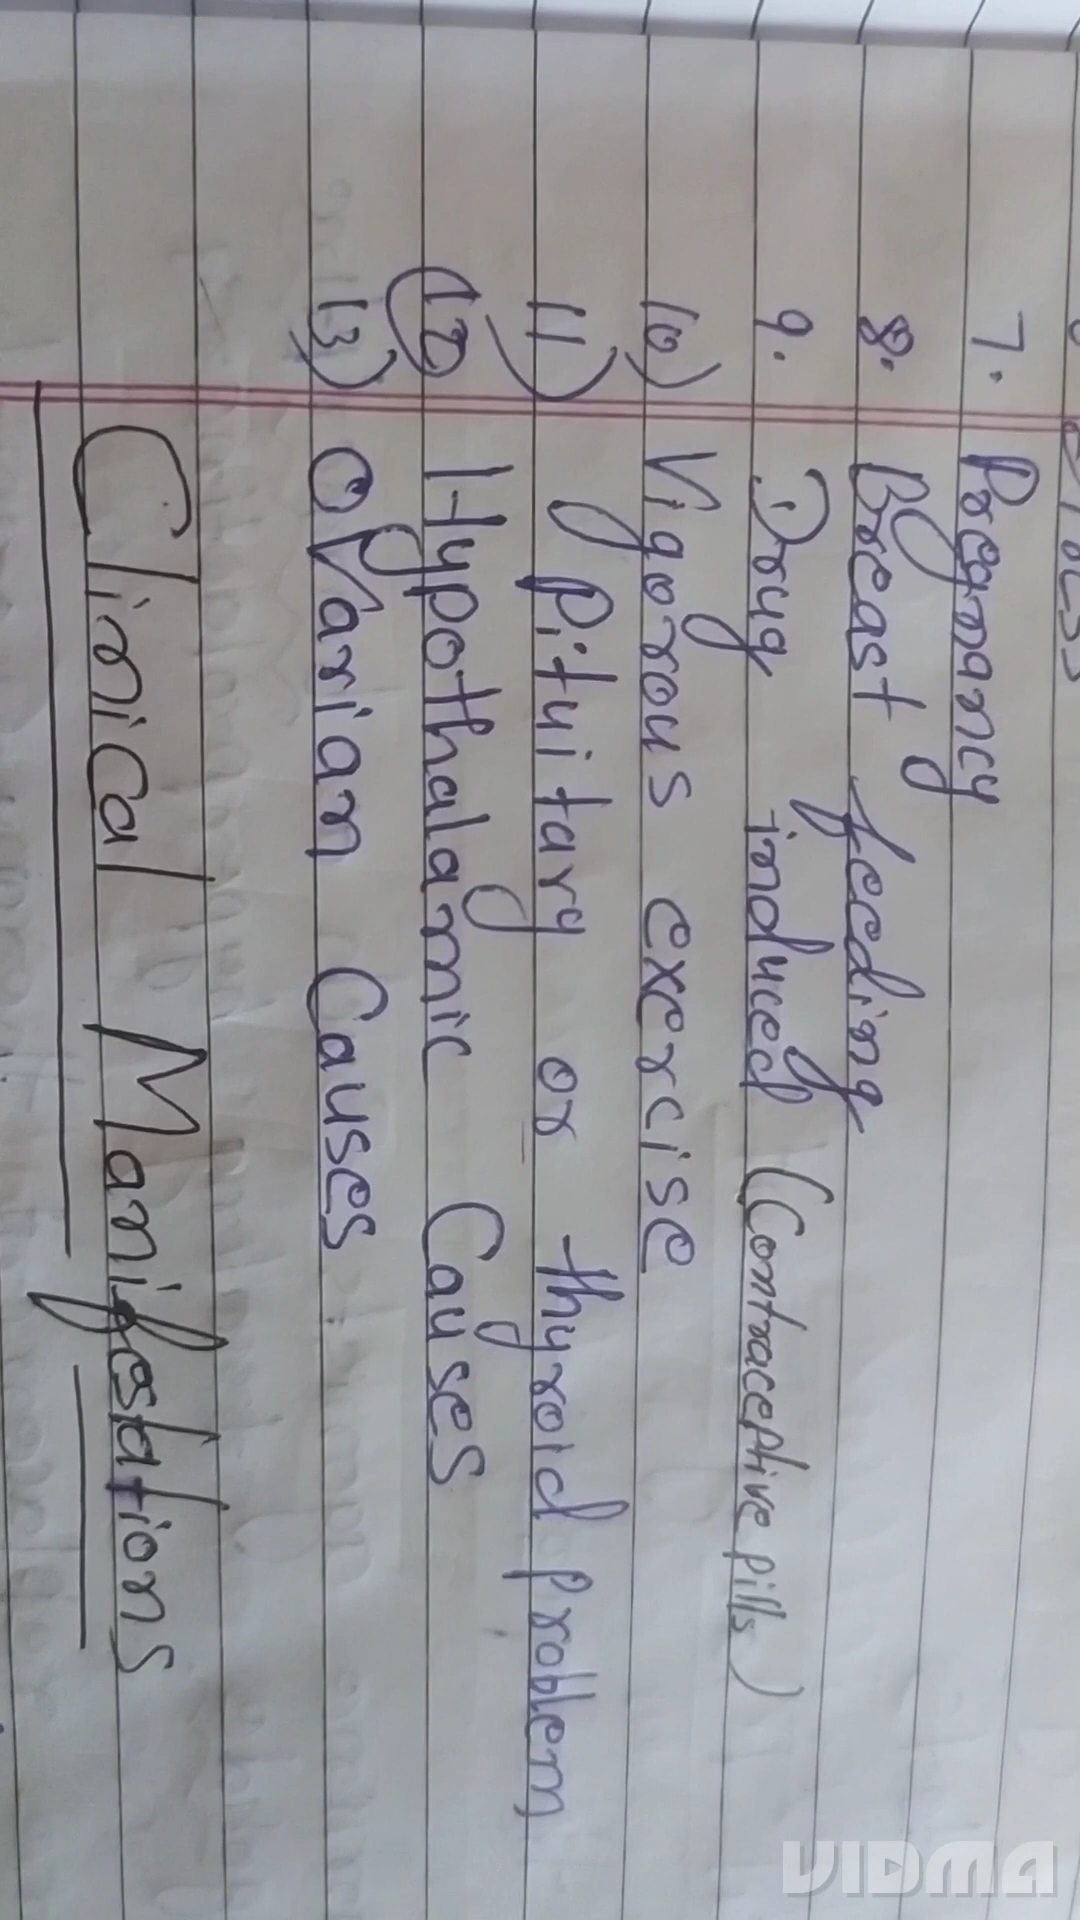 7. Pregnancy
8. Breast feeding
9. Drug induced (Contraceptive pills)
10) Vigorous exercise
11) Pituitary or thyroid problem
12) Hypothalamic Causes
13) Ovarian Causes
Clinical Manifestations
VIDMA